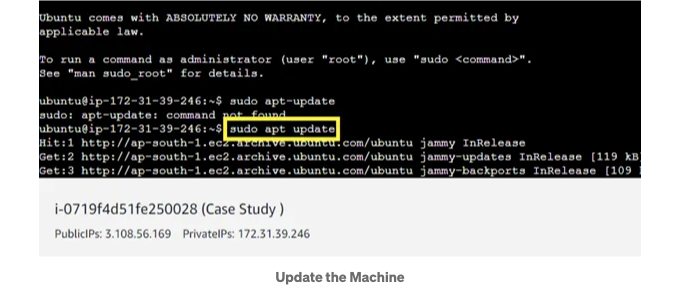 Ubuntu comes with ABSOLUTELY NO WARRANTY, to the extent permitted by
applicable law.
To run a command as administrator (user "root"), use "sudo <command>".
See "man sudo_root" for details.
ubuntu@ip-172-31-39-246:~$ sudo apt-update
sudo: apt-update: command not found
ubuntu@ip-172-31-39-246:~$ sudo apt update
Hit:1 http://ap-south-1.ec2.archive.ubuntu.com/ubuntu jammy InRelease
Get:2 http://ap-south-1.ec2.archive.ubuntu.com/ubuntu jammy-updates InRelease [119 kB
Get:3 http://ap-south-1.ec2.archive.ubuntu.com/ubuntu jammy-backports InRelease [109
i-0719f4d51fe250028 (Case Study )
PublicIPs: 3.108.56.169 PrivateIPs: 172.31.39.246
Update the Machine